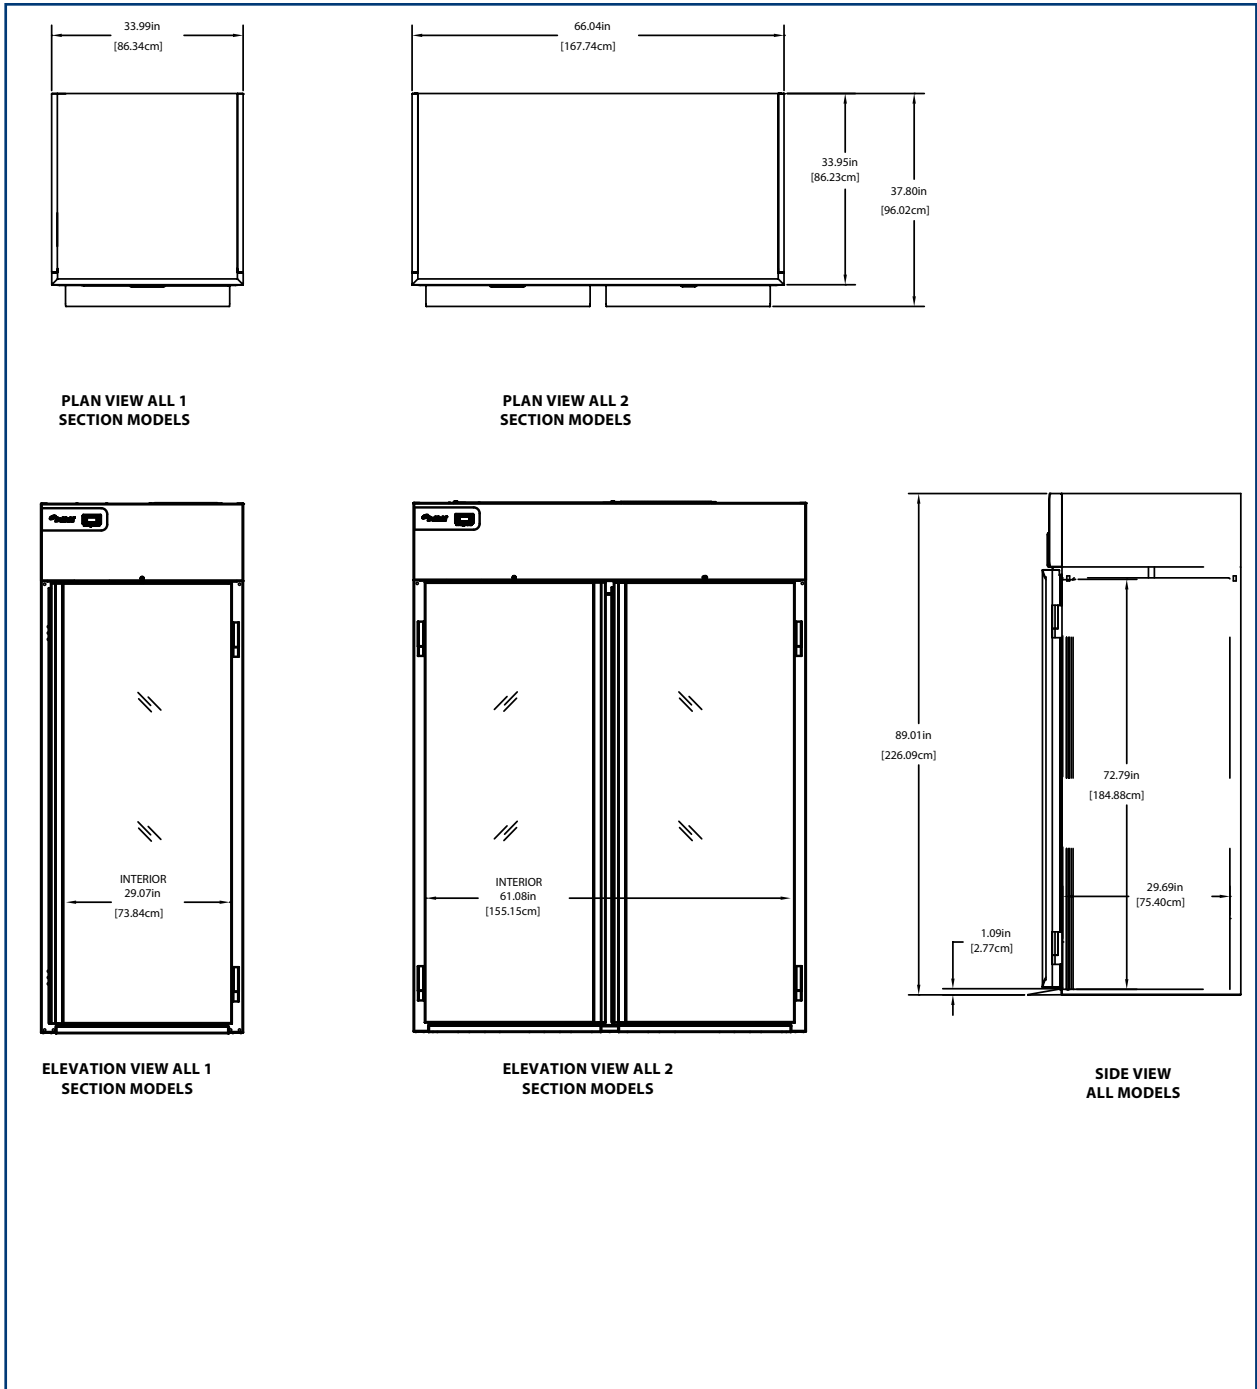 33.99in
[86.34cm]
66.04in
[167.74cm]
33.95in
[86.23cm]
37.80in
[96.02cm]
PLAN VIEW ALL 1
SECTION MODELS
PLAN VIEW ALL 2
SECTION MODELS
89.01in
[226.09cm]
72.79in
[184.88cm]
INTERIOR
29.07in
[73.84cm]
INTERIOR
61.08in
[155.15cm]
29.69in
[75.40cm]
1.09in
[2.77cm]
ELEVATION VIEW ALL 1
SECTION MODELS
ELEVATION VIEW ALL 2
SECTION MODELS
SIDE VIEW
ALL MODELS